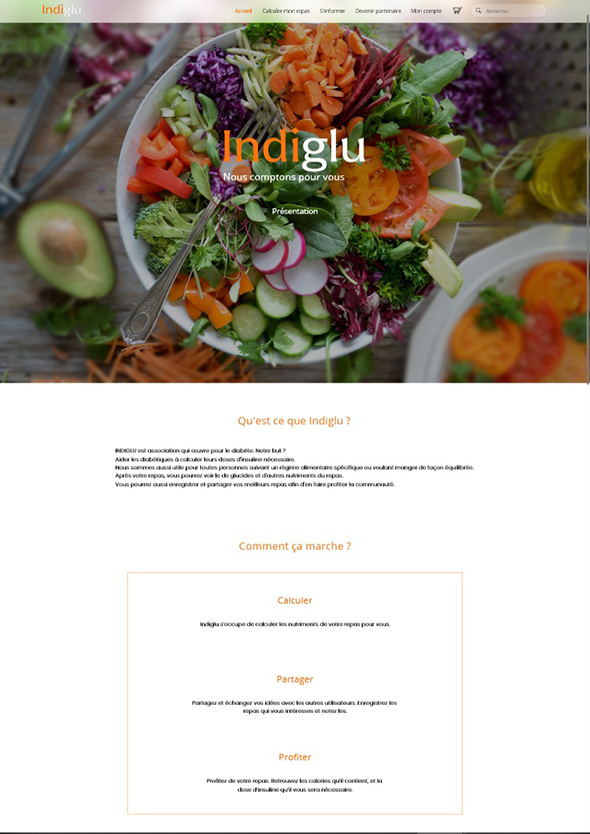 Indiglu Accueil Calculer mon repas S'informer Devenir partenaire Mon compte Rechercher
Indiglu
Nous comptons pour vous
Présentation
Qu'est ce que Indiglu ?
INDIGLU est association qui œuvre pour le diabète. Notre but ?
Aider les diabétiques à calculer leurs doses d'insuline nécessaire.
Nous sommes aussi utile pour toutes personnes suivant un régime alimentaire spécifique ou voulant manger de façon équilibrée.
Après votre repas, vous pourrez voir le de glucides et d'autres nutriments du repas.
Vous pourrez aussi enregistrer et partager vos meilleurs repas afin d'en faire profiter la communauté.
Comment ça marche ?
Calculer
Indiglu s'occupe de calculer les nutriments de votre repas pour vous.
Partager
Partagez et échangez vos idées avec les autres utilisateurs. Enregistrez les
repas qui vous intéresses et notez les.
Profiter
Profitez de votre repas. Retrouvez les calories qu'il contient, et la
dose d'insuline qu'il vous sera nécessaire.